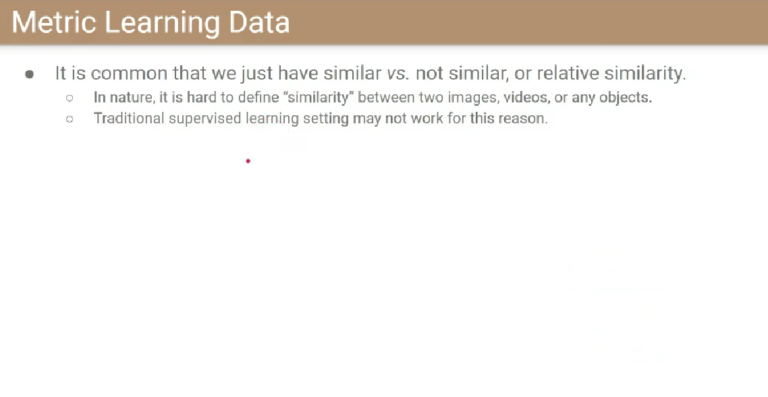 Metric Learning Data
● It is common that we just have similar vs. not similar, or relative similarity.
○ In nature, it is hard to define “similarity” between two images, videos, or any objects.
○ Traditional supervised learning setting may not work for this reason.